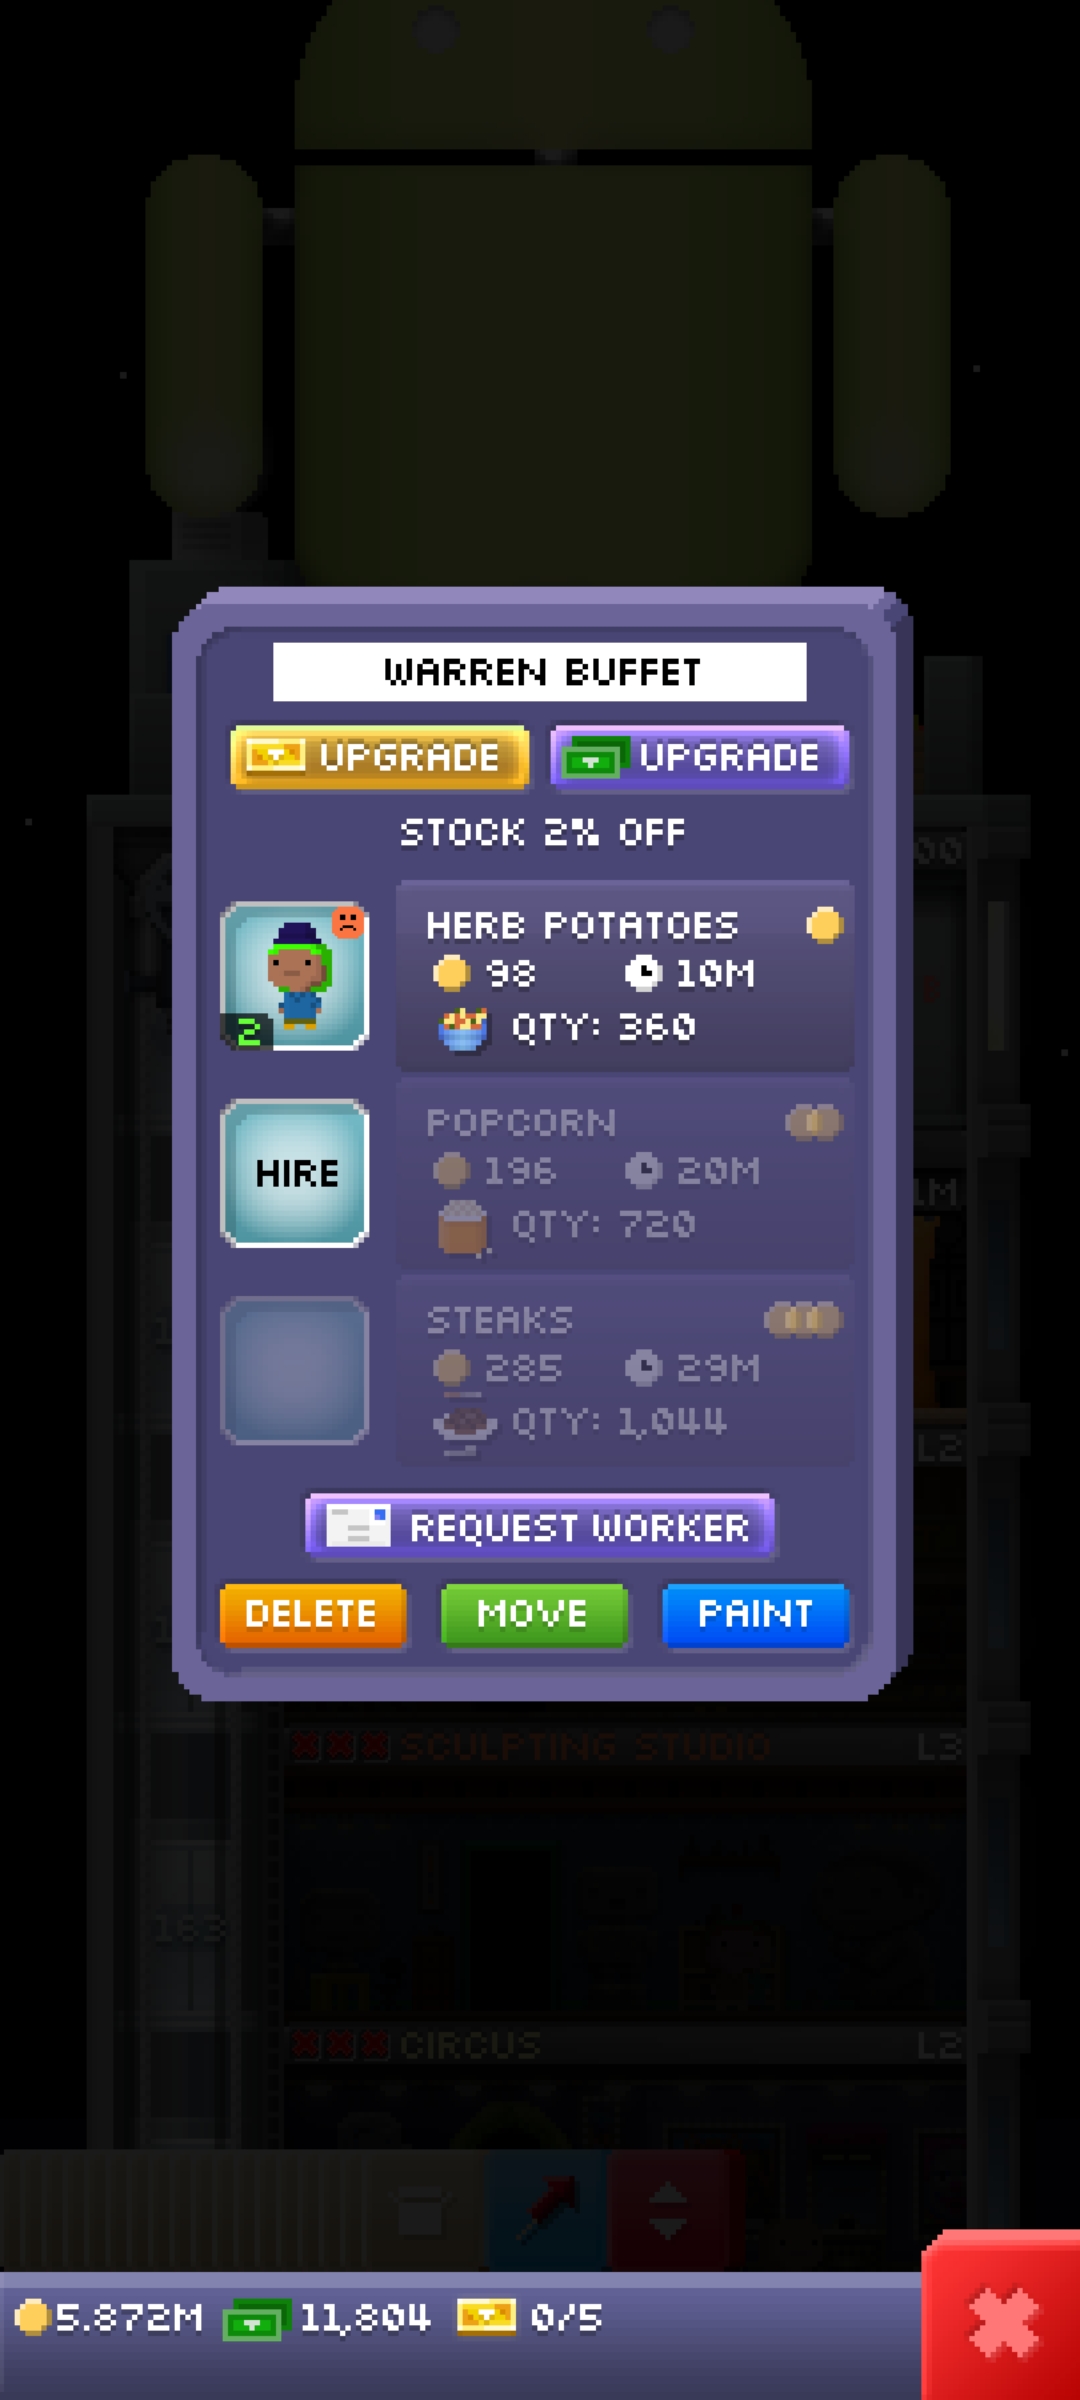 WARREN BUFFET
UPGRADE UPGRADE
STOCK 2% OFF
HERB POTATOES
98 10M
2 QTY: 360
POPCORN
HIRE 196 20M
QTY: 720
STEAKS
285 29M
QTY: 1,044
REQUEST WORKER
DELETE MOVE PAINT
SCULPTING STUDIO L3
163
CIRCUS L2
5.872M 11,804 0/5